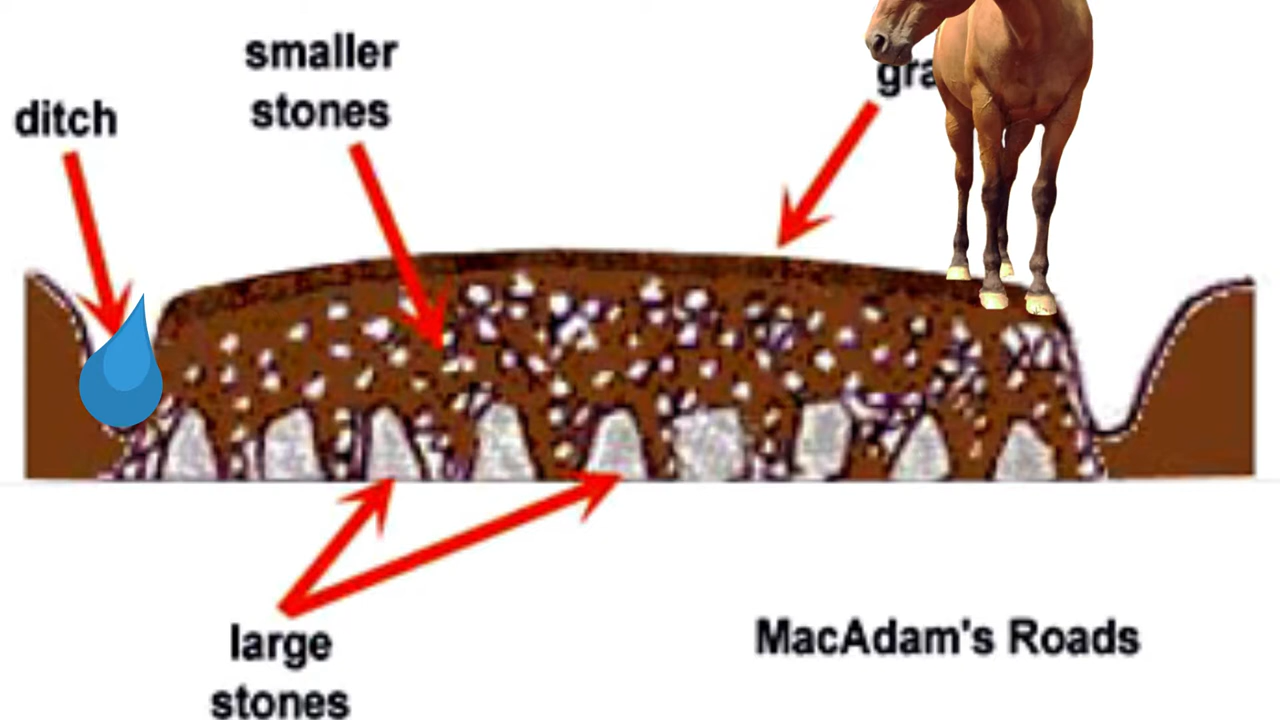 ditch
smaller
stones
large
stones
MacAdam's Roads